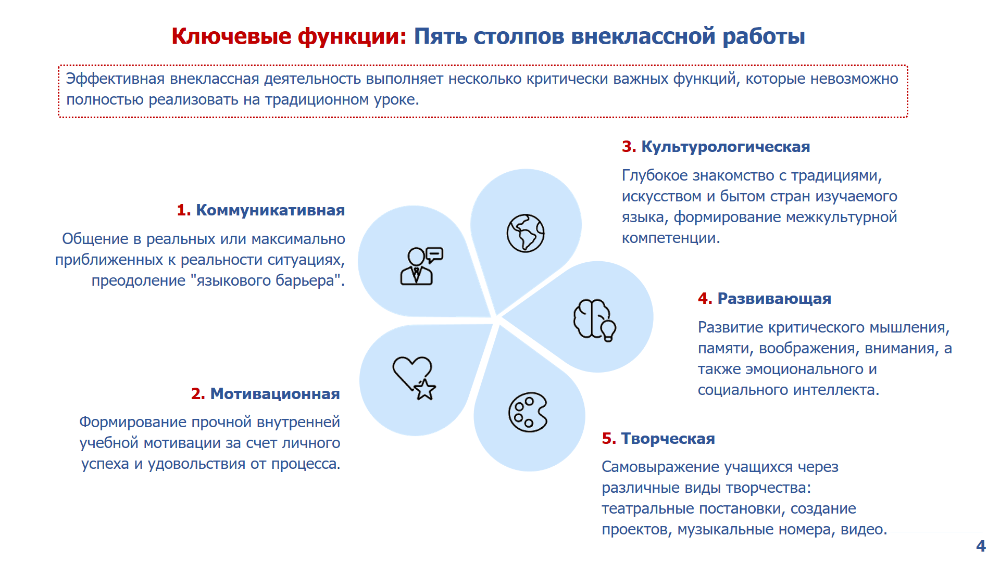 Ключевые функции: Пять столпов внеклассной работы
Эффективная внеклассная деятельность выполняет несколько критически важных функций, которые невозможно
полностью реализовать на традиционном уроке.
1. Коммуникативная
Общение в реальных или максимально
приближенных к реальности ситуациях,
преодоление "языкового барьера".
2. Мотивационная
Формирование прочной внутренней
учебной мотивации за счет личного
успеха и удовольствия от процесса.
3. Культурологическая
Глубокое знакомство с традициями,
искусством и бытом стран изучаемого
языка, формирование межкультурной
компетенции.
4. Развивающая
Развитие критического мышления,
памяти, воображения, внимания, а
также эмоционального и
социального интеллекта.
5. Творческая
Самовыражение учащихся через
различные виды творчества:
театральные постановки, создание
проектов, музыкальные номера, видео.
4